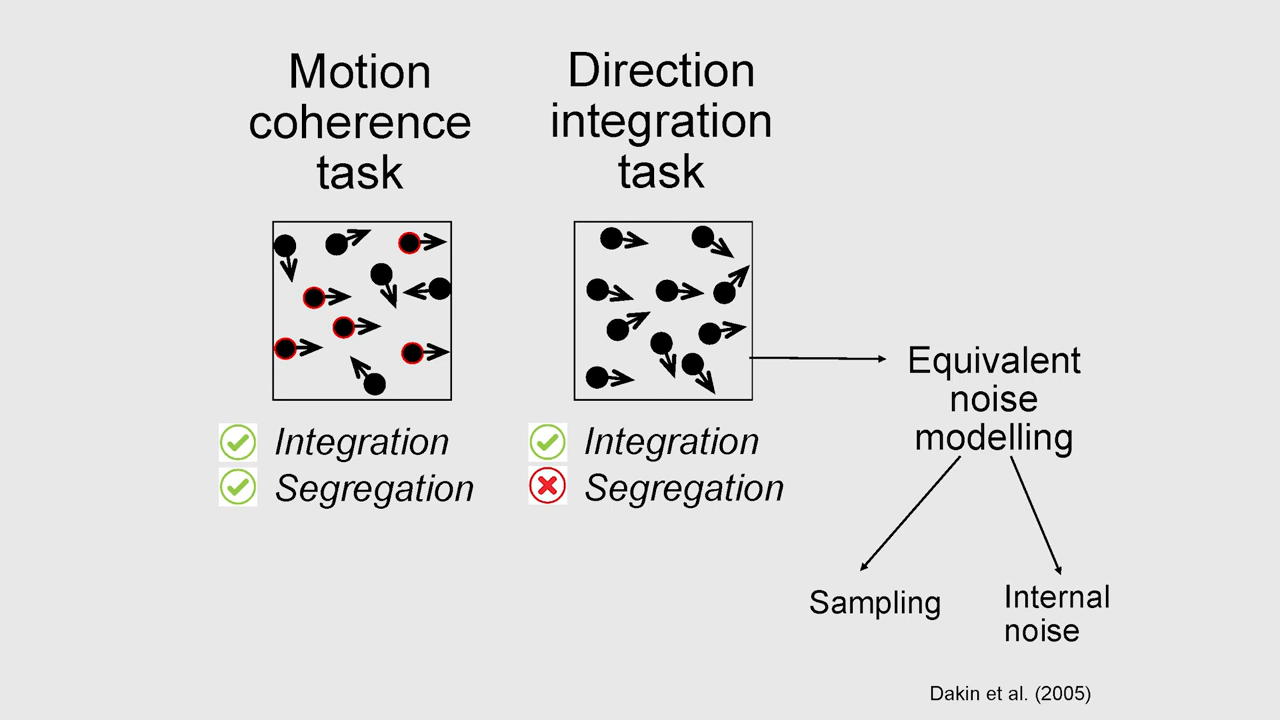 Motion
coherence
task
Direction
integration
task
Integration
Segregation
Integration
Segregation
Equivalent
noise
modelling
Sampling
Internal
noise
Dakin et al. (2005)